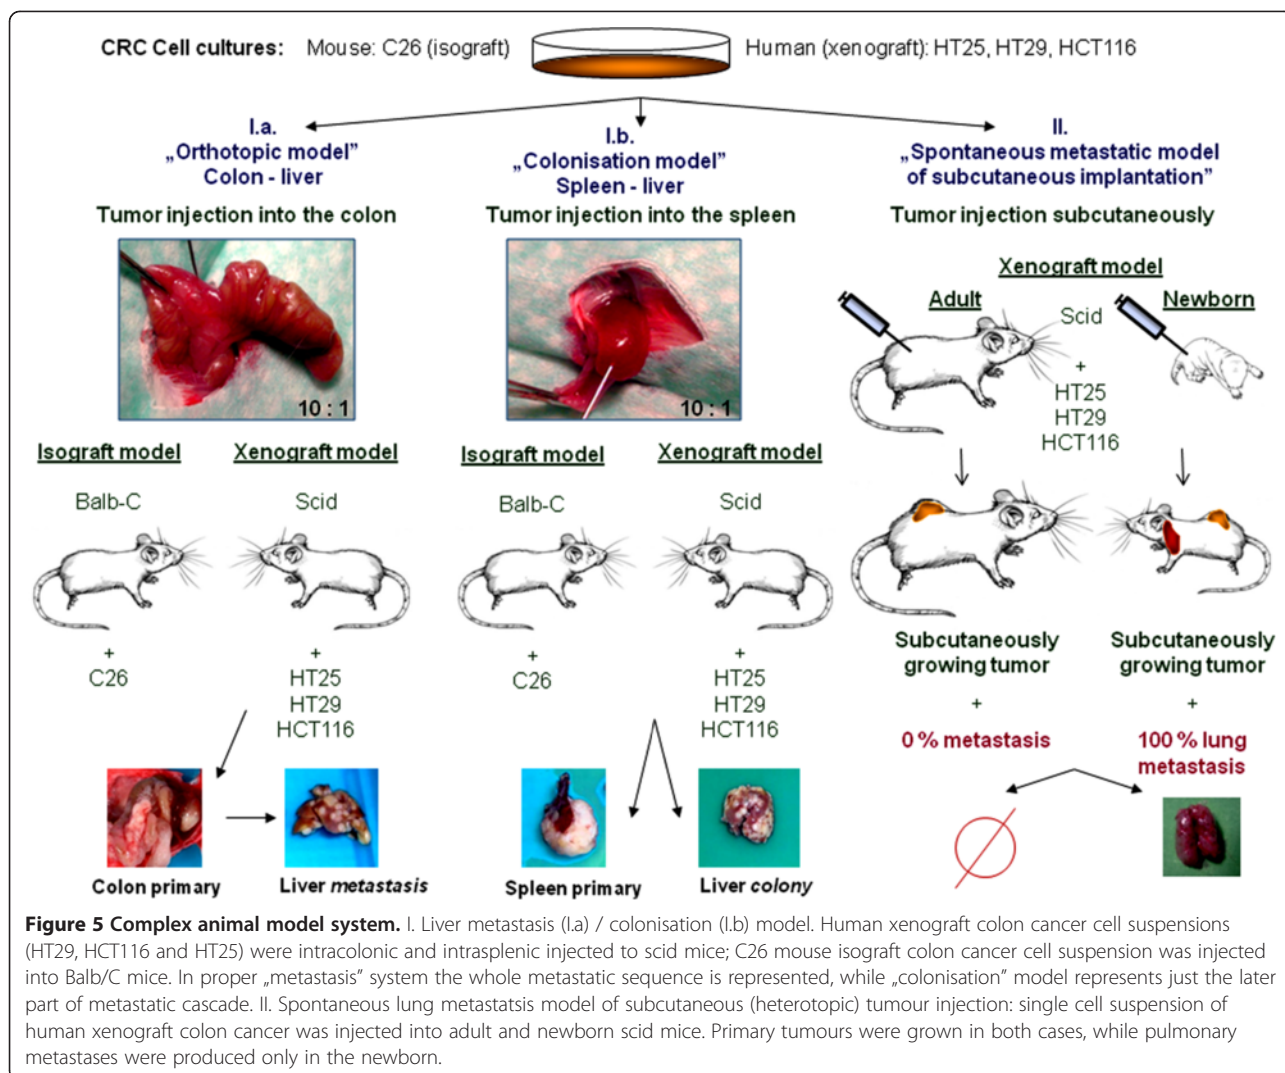 CRC Cell cultures: Mouse: C26 (isograft)
Human (xenograft): HT25, HT29, HCT116
I.a.
„Orthotopic model”
Colon - liver
Tumor injection into the colon
10 : 1
Isograft model
Xenograft model
Balb-C
Scid
+
C26
+
HT25
HT29
HCT116
Colon primary
Liver metastasis
I.b.
„Colonisation model”
Spleen - liver
Tumor injection into the spleen
10 : 1
Isograft model
Xenograft model
Balb-C
Scid
+
C26
+
HT25
HT29
HCT116
Spleen primary
Liver colony
II.
„Spontaneous metastatic model
of subcutaneous implantation”
Tumor injection subcutaneously
Xenograft model
Adult
Newborn
Scid
+
HT25
HT29
HCT116
Subcutaneously
growing tumor
+
0 % metastasis
Subcutaneously
growing tumor
+
100 % lung
metastasis
Figure 5 Complex animal model system. I. Liver metastasis (I.a) / colonisation (I.b) model. Human xenograft colon cancer cell suspensions
(HT29, HCT116 and HT25) were intracolonic and intrasplenic injected to scid mice; C26 mouse isograft colon cancer cell suspension was injected
into Balb/C mice. In proper „metastasis” system the whole metastatic sequence is represented, while „colonisation” model represents just the later
part of metastatic cascade. II. Spontaneous lung metastatsis model of subcutaneous (heterotopic) tumour injection: single cell suspension of
human xenograft colon cancer was injected into adult and newborn scid mice. Primary tumours were grown in both cases, while pulmonary
metastases were produced only in the newborn.